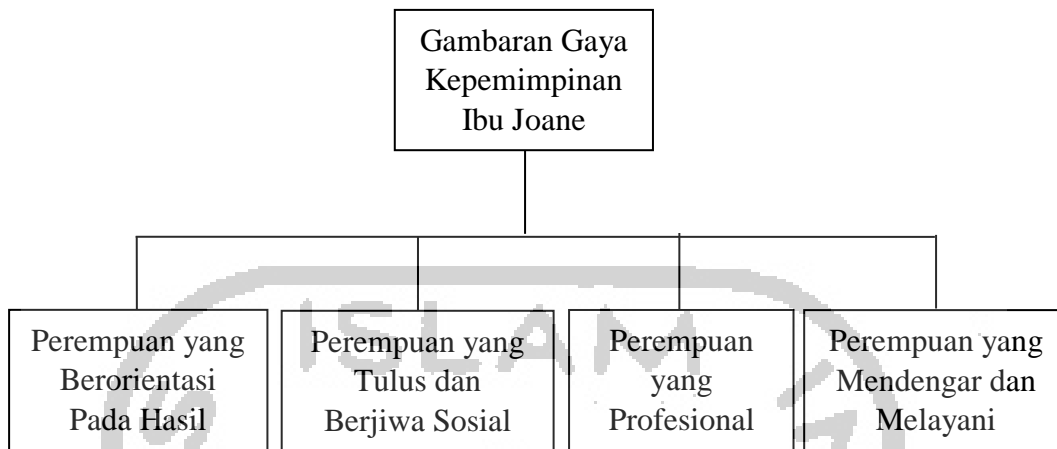 Gambaran Gaya
Kepemimpinan
Ibu Joane
ISLAM
Perempuan yang
Berorientasi
Pada Hasil
Perempuan yang
Tulus dan
Berjiwa Sosial
Perempuan
yang
Profesional
Perempuan yang
Mendengar dan
Melayani